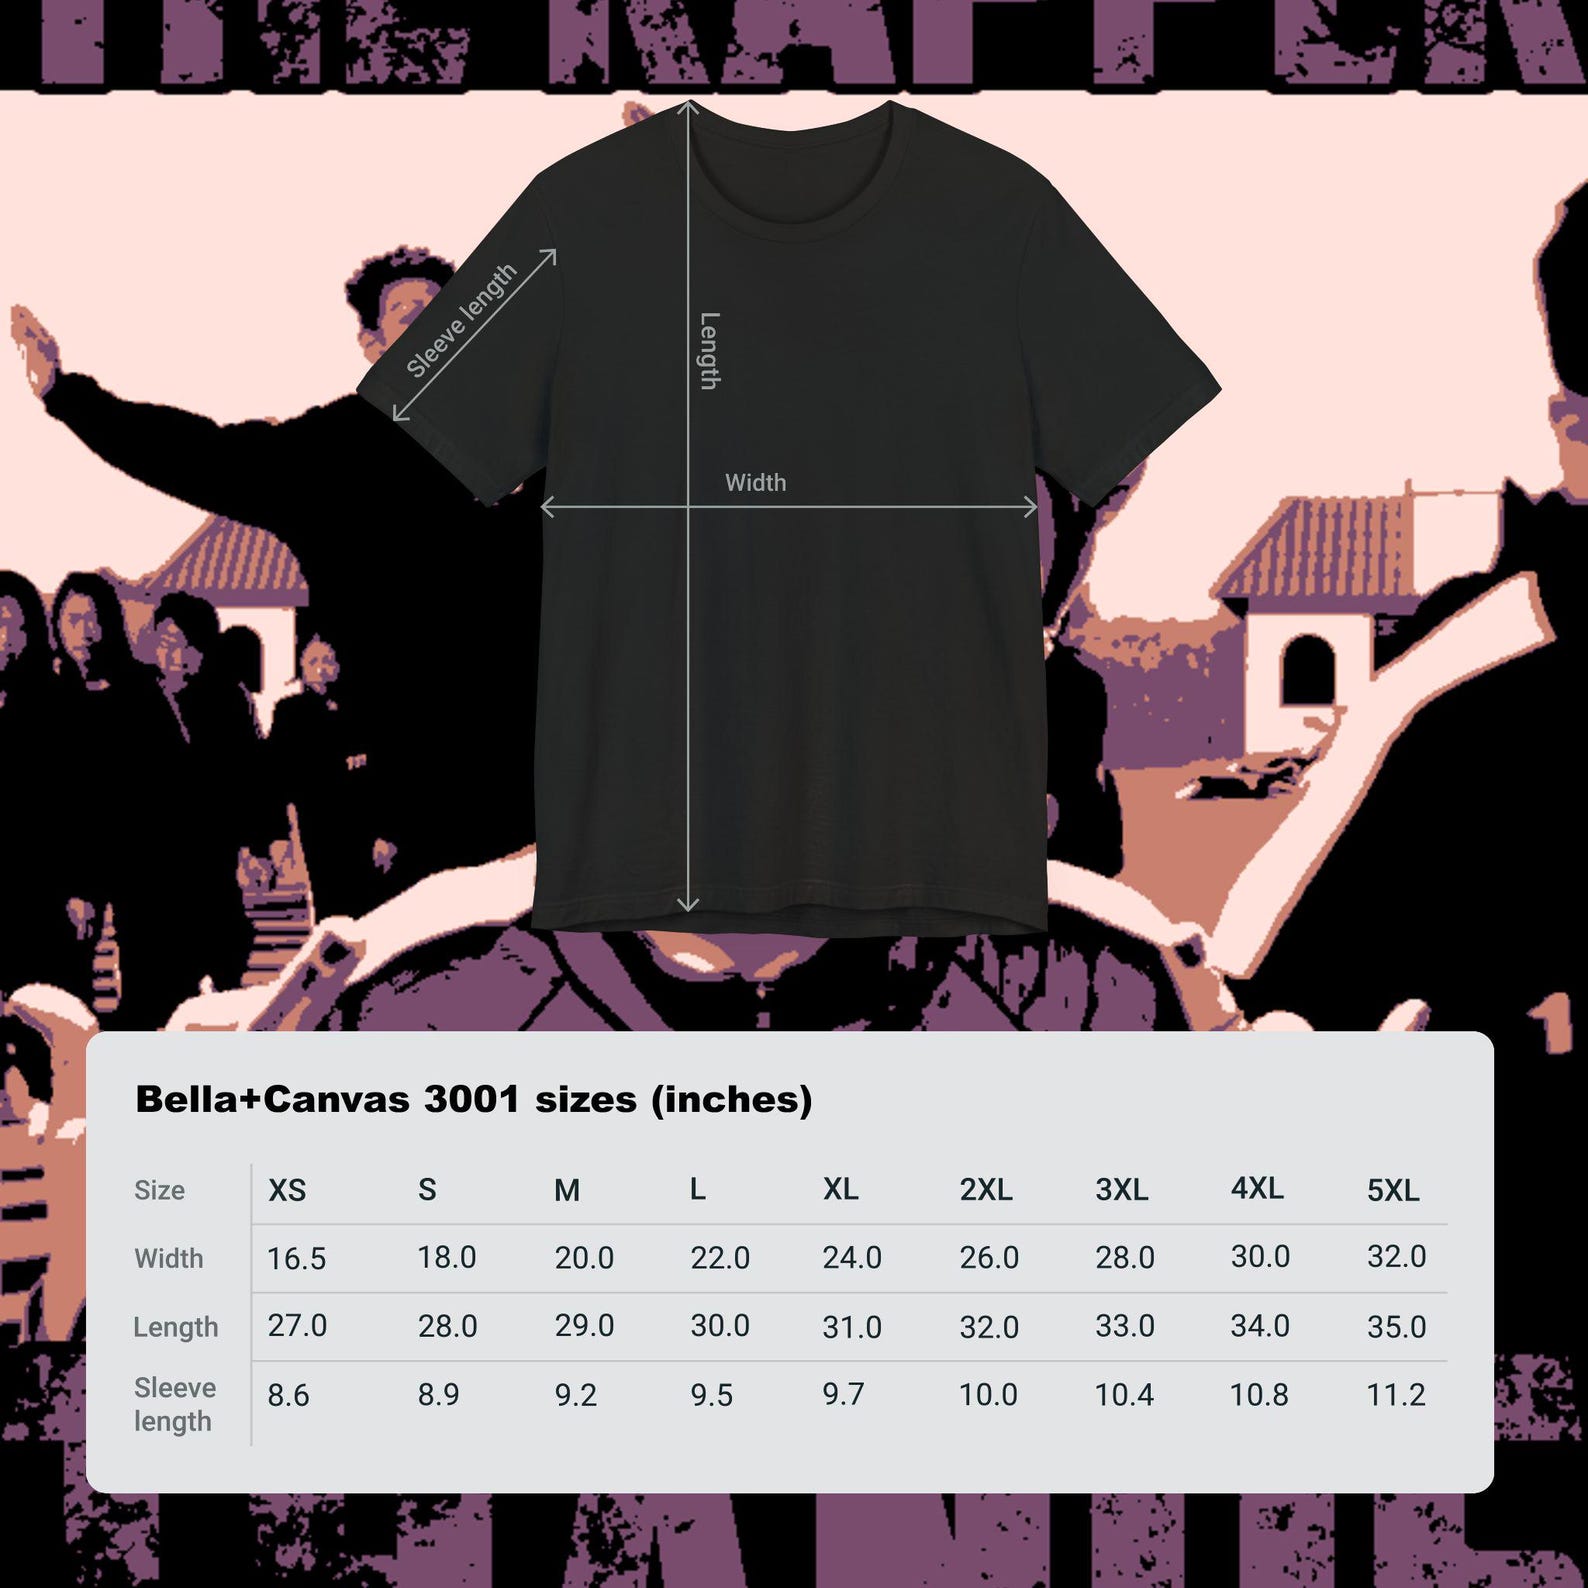 THE RAPPER
Sleeve length
Length
Width
Bella+Canvas 3001 sizes (inches)
Size XS S M L XL 2XL 3XL 4XL 5XL
Width 16.5 18.0 20.0 22.0 24.0 26.0 28.0 30.0 32.0
Length 27.0 28.0 29.0 30.0 31.0 32.0 33.0 34.0 35.0
Sleeve length 8.6 8.9 9.2 9.5 9.7 10.0 10.4 10.8 11.2